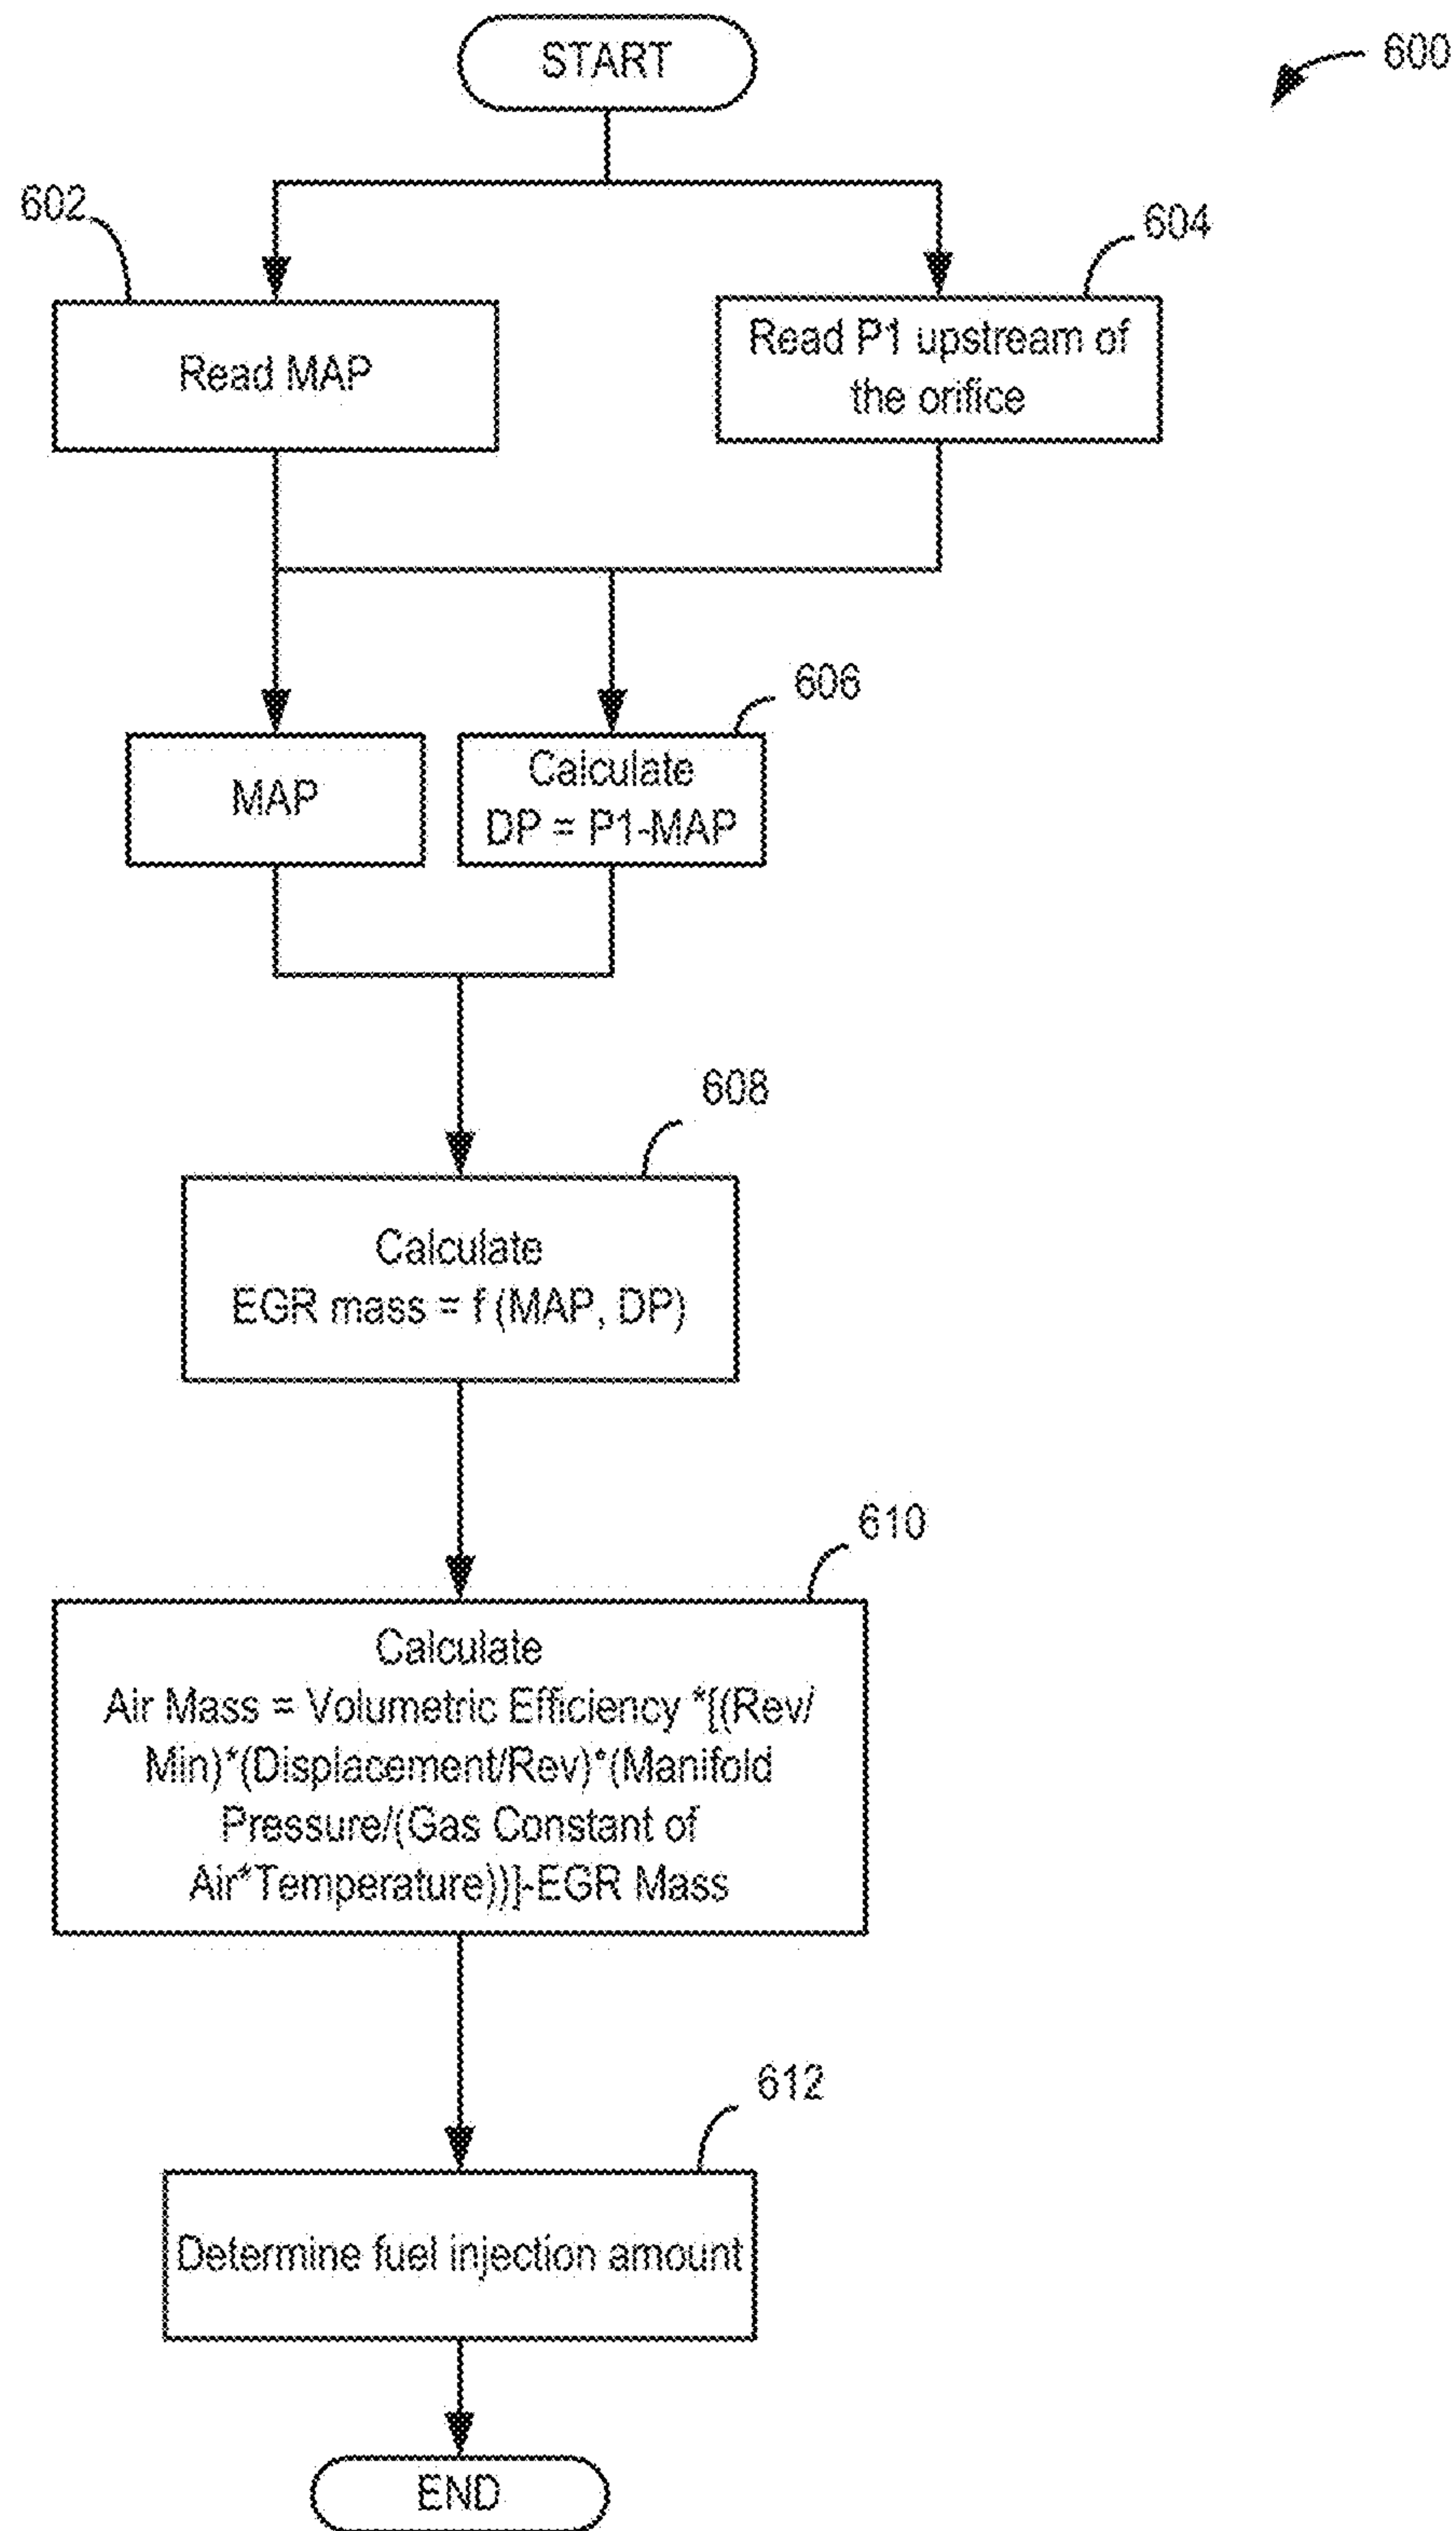 START
600
602
604
Read MAP
Read P1 upstream of
the orifice
606
MAP
Calculate
DP = P1-MAP
608
Calculate
EGR mass = f (MAP, DP)
610
Calculate
Air Mass = Volumetric Efficiency *[(Rev/
Min)*(Displacement/Rev)*(Manifold
Pressure/(Gas Constant of
Air*Temperature))]-EGR Mass
612
Determine fuel injection amount
END